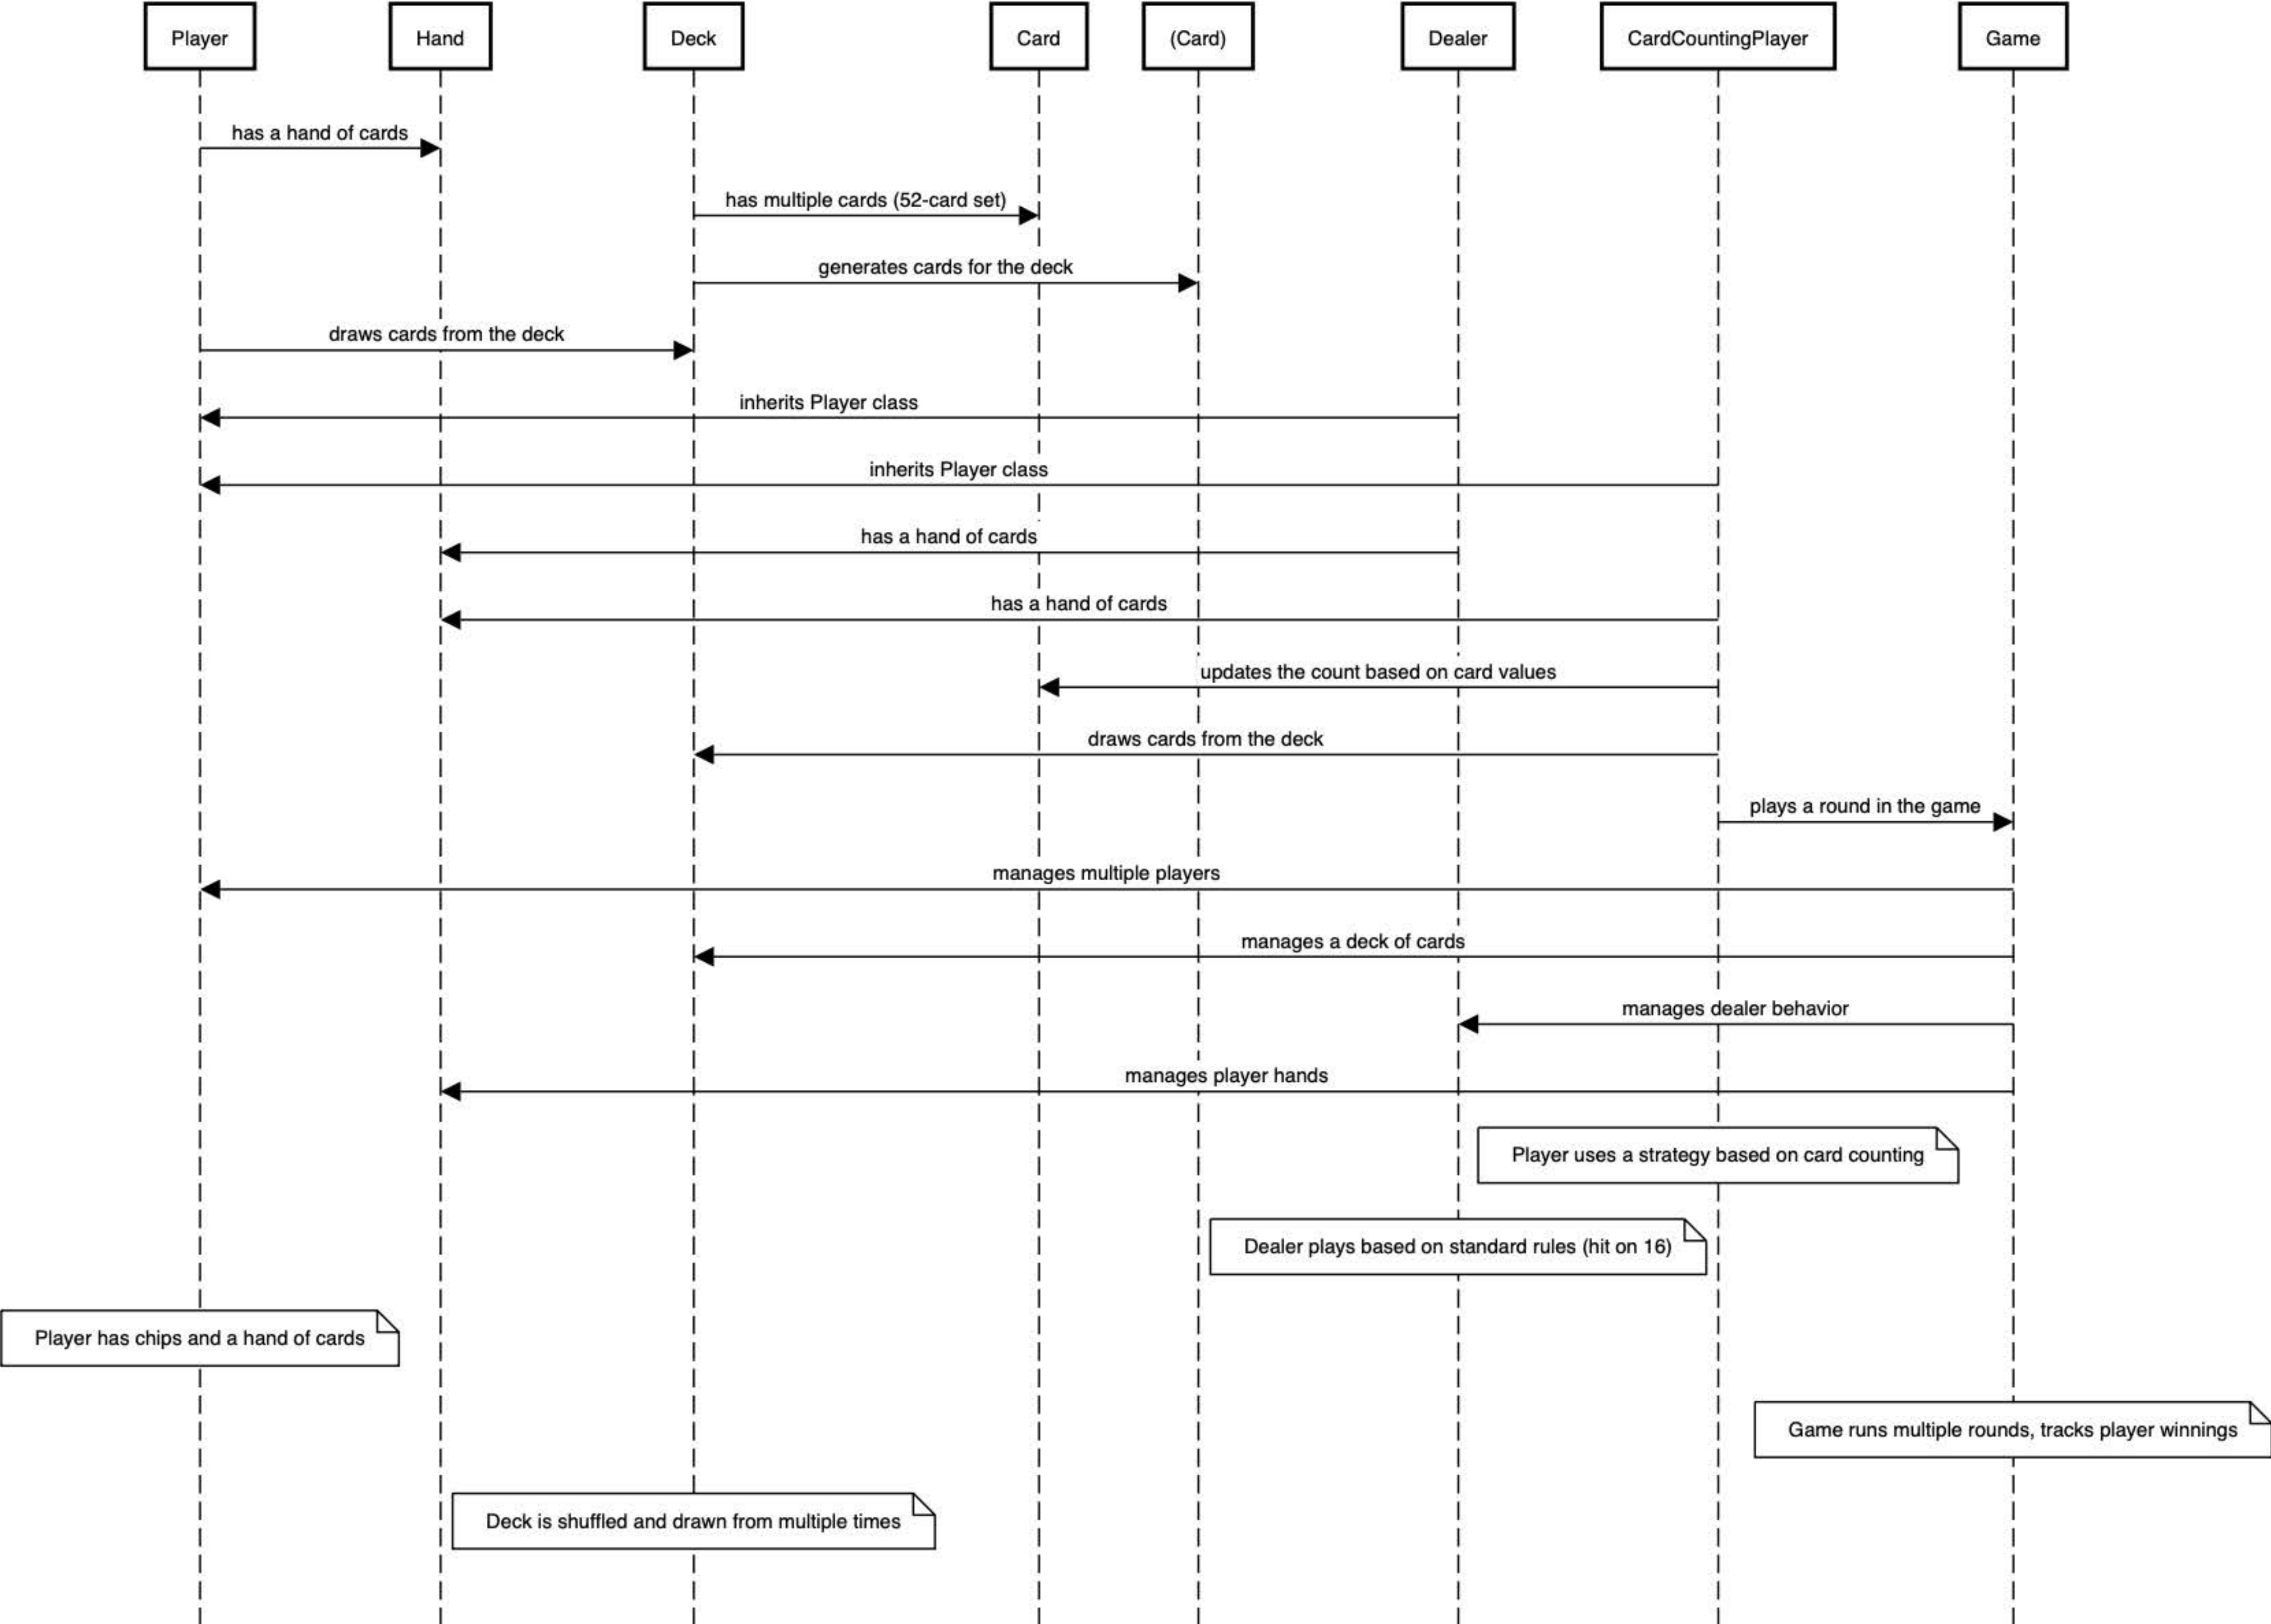 Player
Hand
Deck
Card
(Card)
Dealer
CardCountingPlayer
Game
has a hand of cards
has multiple cards (52-card set)
generates cards for the deck
draws cards from the deck
inherits Player class
inherits Player class
has a hand of cards
has a hand of cards
updates the count based on card values
draws cards from the deck
plays a round in the game
manages multiple players
manages a deck of cards
manages dealer behavior
manages player hands
Player uses a strategy based on card counting
Dealer plays based on standard rules (hit on 16)
Player has chips and a hand of cards
Game runs multiple rounds, tracks player winnings
Deck is shuffled and drawn from multiple times